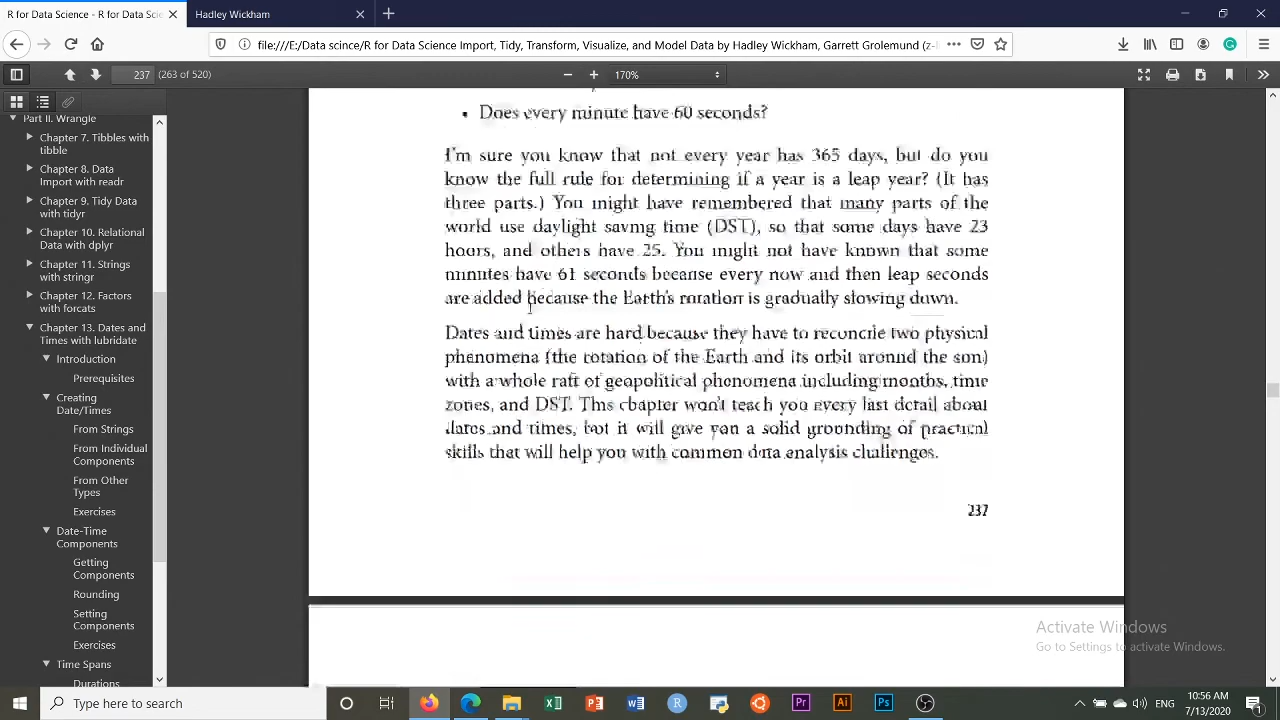 R for Data Science - R for Data Scie
Hadley Wickham
file:///E:/Data scince/R for Data Science Import, Tidy, Transform, Visualize, and Model Data by Hadley Wickham, Garrett Grolemund (z-l
237 (263 of 520)
170%
Part II. Wrangle
Chapter 7. Tibbles with
tibble
Chapter 8. Data
Import with readr
Chapter 9. Tidy Data
with tidyr
Chapter 10. Relational
Data with dplyr
Chapter 11. Strings
with stringr
Chapter 12. Factors
with forcats
Chapter 13. Dates and
Times with lubridate
Introduction
Prerequisites
Creating
Date/Times
From Strings
From Individual
Components
From Other
Types
Exercises
Date-Time
Components
Getting
Components
Rounding
Setting
Components
Exercises
Time Spans
Durations
• Does every minute have 60 seconds?
I'm sure you know that not every year has 365 days, but do you
know the full rule for determining if a year is a leap year? (It has
three parts.) You might have remembered that many parts of the
world use daylight saving time (DST), so that some days have 23
hours, and others have 25. You might not have known that some
minutes have 61 seconds because every now and then leap seconds
are added because the Earth's rotation is gradually slowing down.
Dates and times are hard because they have to reconcile two physical
phenomena (the rotation of the Earth and its orbit around the sun)
with a whole raft of geopolitical phenomena including months, time
zones, and DST. This chapter won't teach you every last detail about
dates and times, but it will give you a solid grounding of practical
skills that will help you with common data analysis challenges.
237
Activate Windows
Go to Settings to activate Windows.
Type here to search
ENG
10:56 AM
7/13/2020